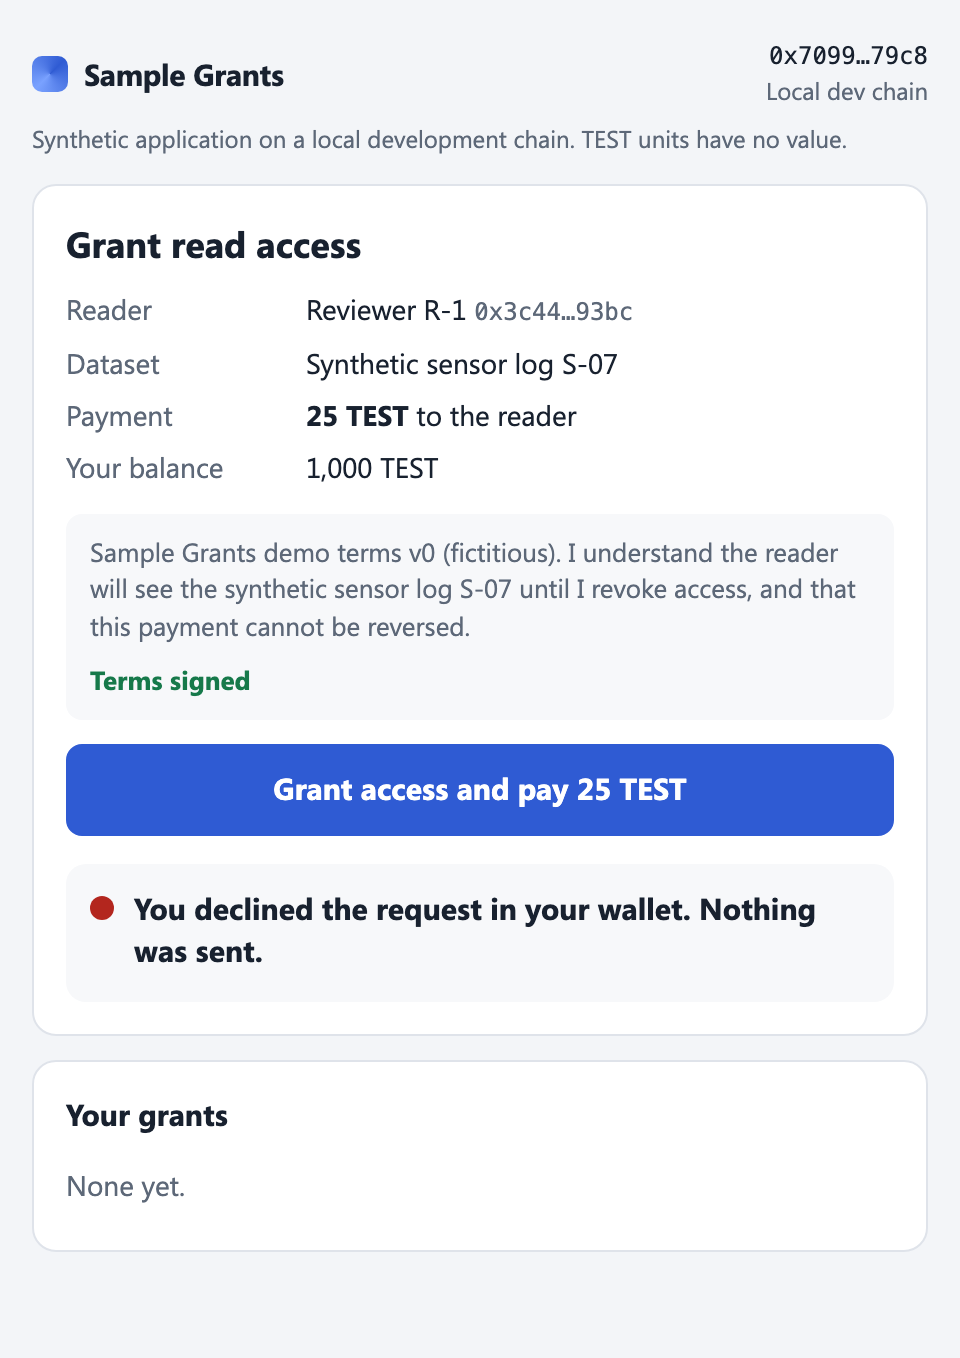 Sample Grants
0x7099…79c8
Local dev chain
Synthetic application on a local development chain. TEST units have no value.
Grant read access
Reader Reviewer R-1 0x3c44…93bc
Dataset Synthetic sensor log S-07
Payment 25 TEST to the reader
Your balance 1,000 TEST
Sample Grants demo terms v0 (fictitious). I understand the reader
will see the synthetic sensor log S-07 until I revoke access, and that
this payment cannot be reversed.
Terms signed
Grant access and pay 25 TEST
You declined the request in your wallet. Nothing
was sent.
Your grants
None yet.